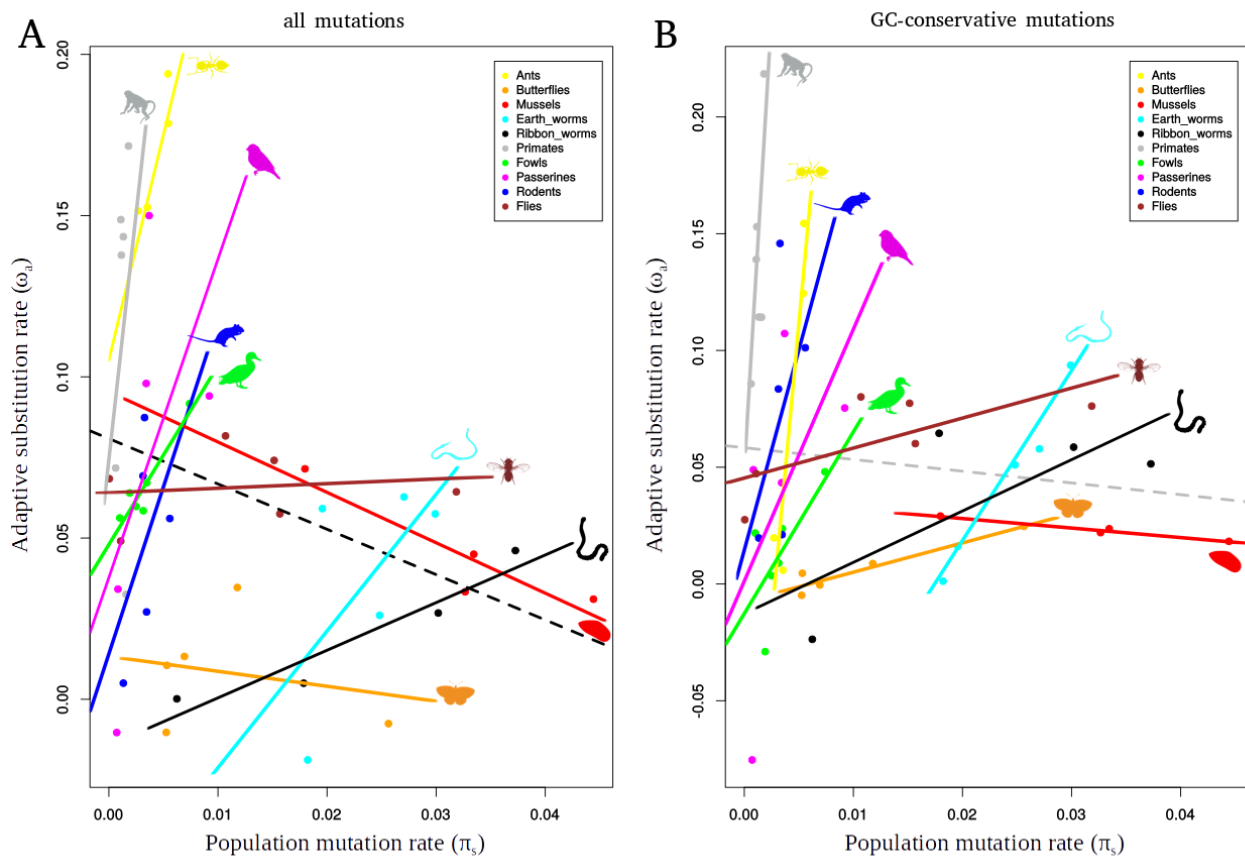 A
all mutations
0.20
0.15
0.10
0.05
0.00
Adaptive substitution rate (ωa)
Ants
Butterflies
Mussels
Earth_worms
Ribbon_worms
Primates
Fowls
Passerines
Rodents
Flies
0.00 0.01 0.02 0.03 0.04
Population mutation rate (πs)
B
GC-conservative mutations
0.20
0.15
0.10
0.05
0.00
-0.05
Adaptive substitution rate (ωa)
Ants
Butterflies
Mussels
Earth_worms
Ribbon_worms
Primates
Fowls
Passerines
Rodents
Flies
0.00 0.01 0.02 0.03 0.04
Population mutation rate (πs)